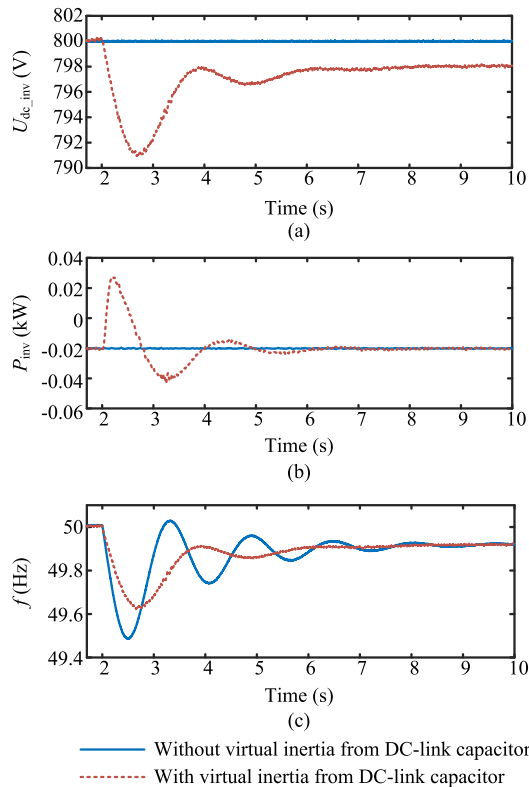 800
798
796
794
792
790
U_dc_inv (V)
2 3 4 5 6 7 8 9 10
Time (s)
(a)
0.04
0.02
0
-0.02
-0.04
-0.06
P_inv (kW)
2 3 4 5 6 7 8 9 10
Time (s)
(b)
50
49.8
49.6
49.4
f (Hz)
2 3 4 5 6 7 8 9 10
Time (s)
(c)
Without virtual inertia from DC-link capacitor
With virtual inertia from DC-link capacitor